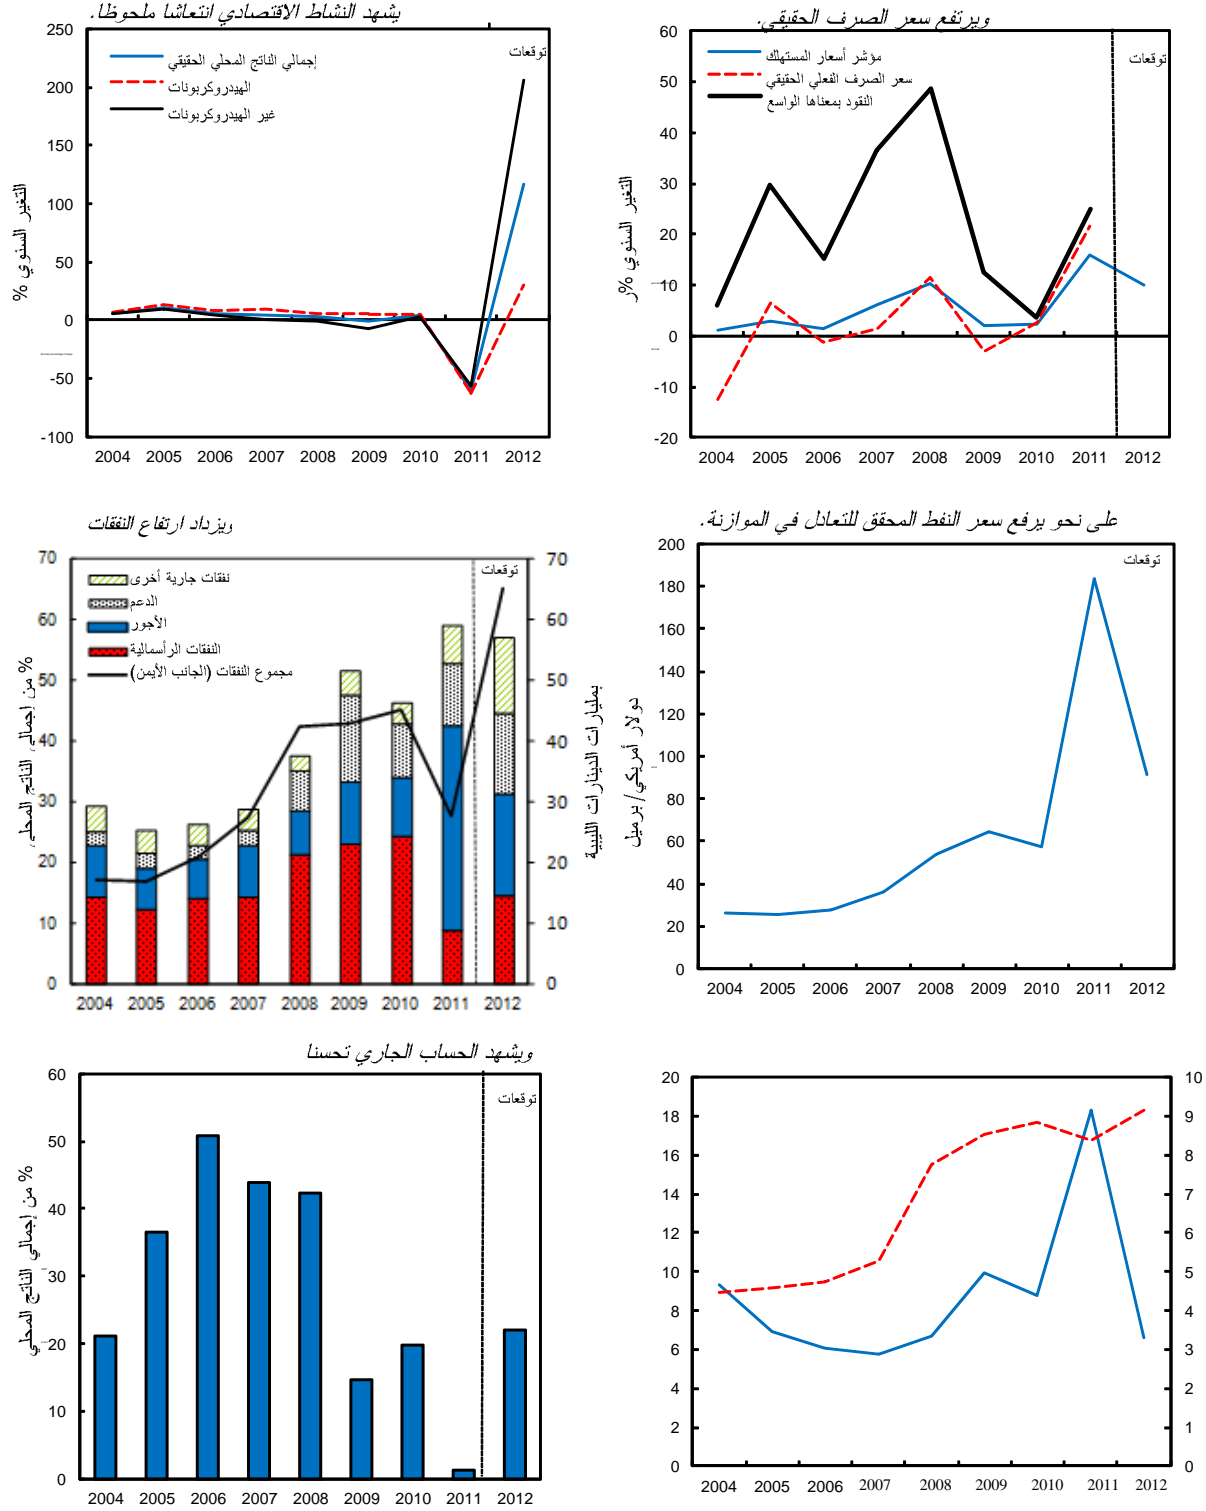 يشهد النشاط الاقتصادي انتعاشا ملحوظا.
التغير السنوي %
250
200
150
100
50
0
-50
-100
إجمالي الناتج المحلي الحقيقي
الهيدروكربونات
غير الهيدروكربونات
توقعات
2004 2005 2006 2007 2008 2009 2010 2011 2012
ويرتفع سعر الصرف الحقيقي.
60
50
40
30
20
10
0
-10
-20
مؤشر أسعار المستهلك
سعر الصرف الفعلي الحقيقي
النقود بمعناها الواسع
توقعات
2004 2005 2006 2007 2008 2009 2010 2011 2012
ويزداد ارتفاع النفقات
% من إجمالي الناتج المحلي
70
60
50
40
30
20
10
0
نفقات جارية أخرى
الدعم
الأجور
النفقات الرأسمالية
مجموع النفقات (الجانب الأيمن)
توقعات
70
60
50
40
30
20
10
0
بمليارات الدينارات الليبية
2004 2005 2006 2007 2008 2009 2010 2011 2012
على نحو يرفع سعر النفط المحقق للتعادل في الموازنة.
دولار أمريكي/ برميل
200
180
160
140
120
100
80
60
40
20
0
توقعات
2004 2005 2006 2007 2008 2009 2010 2011 2012
ويشهد الحساب الجاري تحسنا
% من إجمالي الناتج المحلي
60
50
40
30
20
10
0
توقعات
2004 2005 2006 2007 2008 2009 2010 2011 2012
20
18
16
14
12
10
8
6
4
2
0
10
9
8
7
6
5
4
3
2
1
0
2004 2005 2006 2007 2008 2009 2010 2011 2012